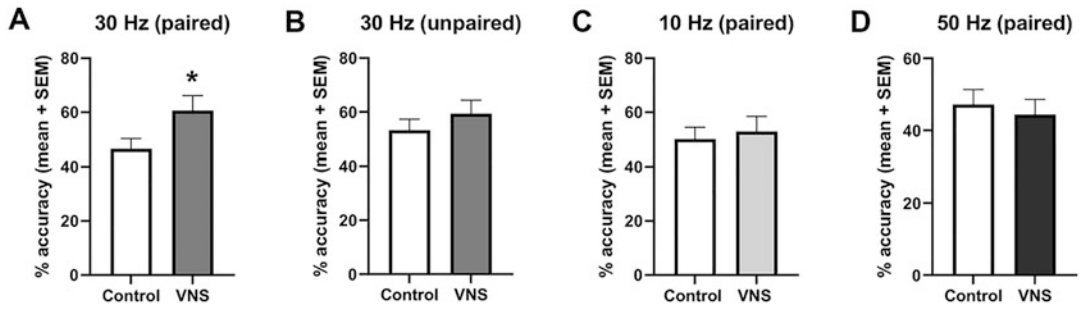 A 30 Hz (paired)
% accuracy (mean + SEM)
80
60
40
20
0
*
Control VNS
B 30 Hz (unpaired)
% accuracy (mean + SEM)
80
60
40
20
0
Control VNS
C 10 Hz (paired)
% accuracy (mean + SEM)
80
60
40
20
0
Control VNS
D 50 Hz (paired)
% accuracy (mean + SEM)
60
40
20
0
Control VNS